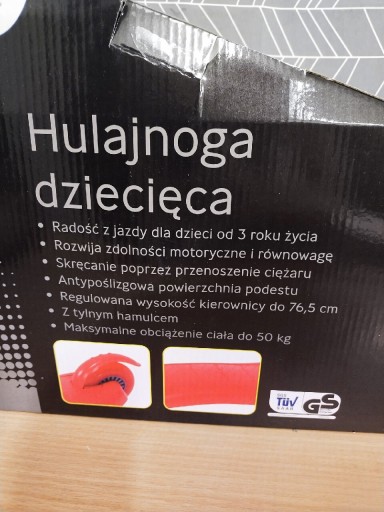 Hulajnoga
dziecięca
• Radość z jazdy dla dzieci od 3 roku życia
• Rozwija zdolności motoryczne i równowagę
• Skręcanie poprzez przenoszenie ciężaru
• Antypoślizgowa powierzchnia podestu
• Regulowana wysokość kierownicy do 76,5 cm
• Z tylnym hamulcem
• Maksymalne obciążenie ciała do 50 kg
TÜV
SAAR
GS